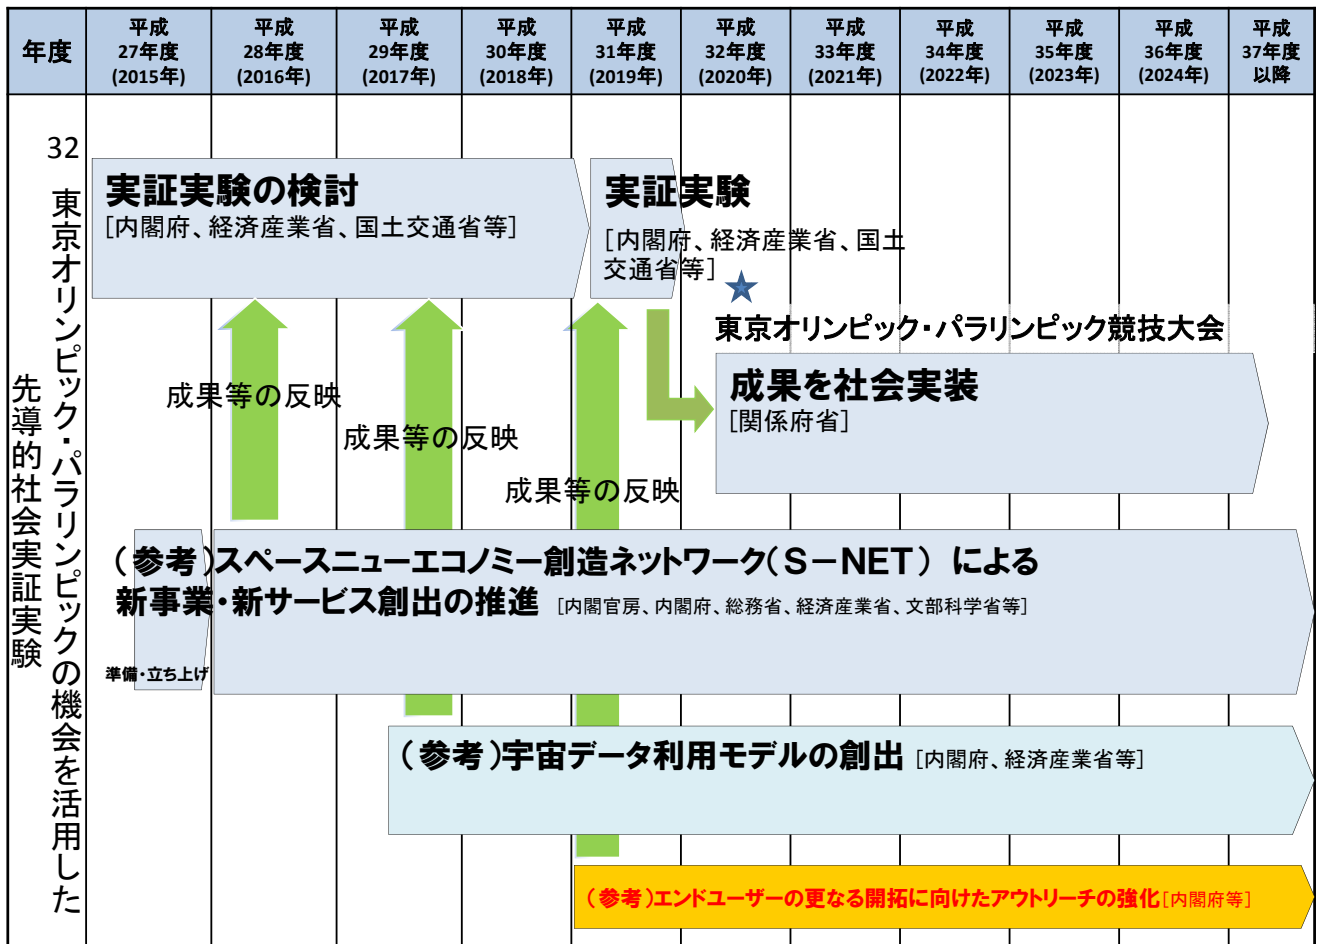 年度
平成
27年度
(2015年)
平成
28年度
(2016年)
平成
29年度
(2017年)
平成
30年度
(2018年)
平成
31年度
(2019年)
平成
32年度
(2020年)
平成
33年度
(2021年)
平成
34年度
(2022年)
平成
35年度
(2023年)
平成
36年度
(2024年)
平成
37年度
以降
32
東京オリンピック・パラリンピックの機会を活用した
先導的社会実証実験
実証実験の検討
[内閣府、経済産業省、国土交通省等]
実証実験
[内閣府、経済産業省、国土
交通省等]
東京オリンピック・パラリンピック競技大会
成果を社会実装
[関係府省]
成果等の反映
成果等の反映
成果等の反映
（参考）スペースニューエコノミー創造ネットワーク（Ｓ－NET）による
新事業・新サービス創出の推進 [内閣官房、内閣府、総務省、経済産業省、文部科学省等]
準備・立ち上げ
（参考）宇宙データ利用モデルの創出 [内閣府、経済産業省等]
（参考）エンドユーザーの更なる開拓に向けたアウトリーチの強化[内閣府等]